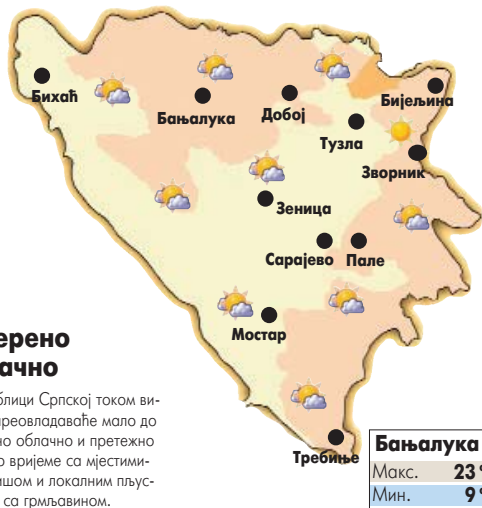 Бихаћ
Бањалука
Добој
Бијељина
Тузла
Зворник
Зеница
Сарајево Пале
Мостар
Требиње
ерено
ачно
блици Српској током ви-
реовладаваће мало до
но облачно и претежно
о вријеме са мјестими-
ишом и локалним пљус-
са грмљавином.
Бањалука
Макс. 23°
Мин. 9°